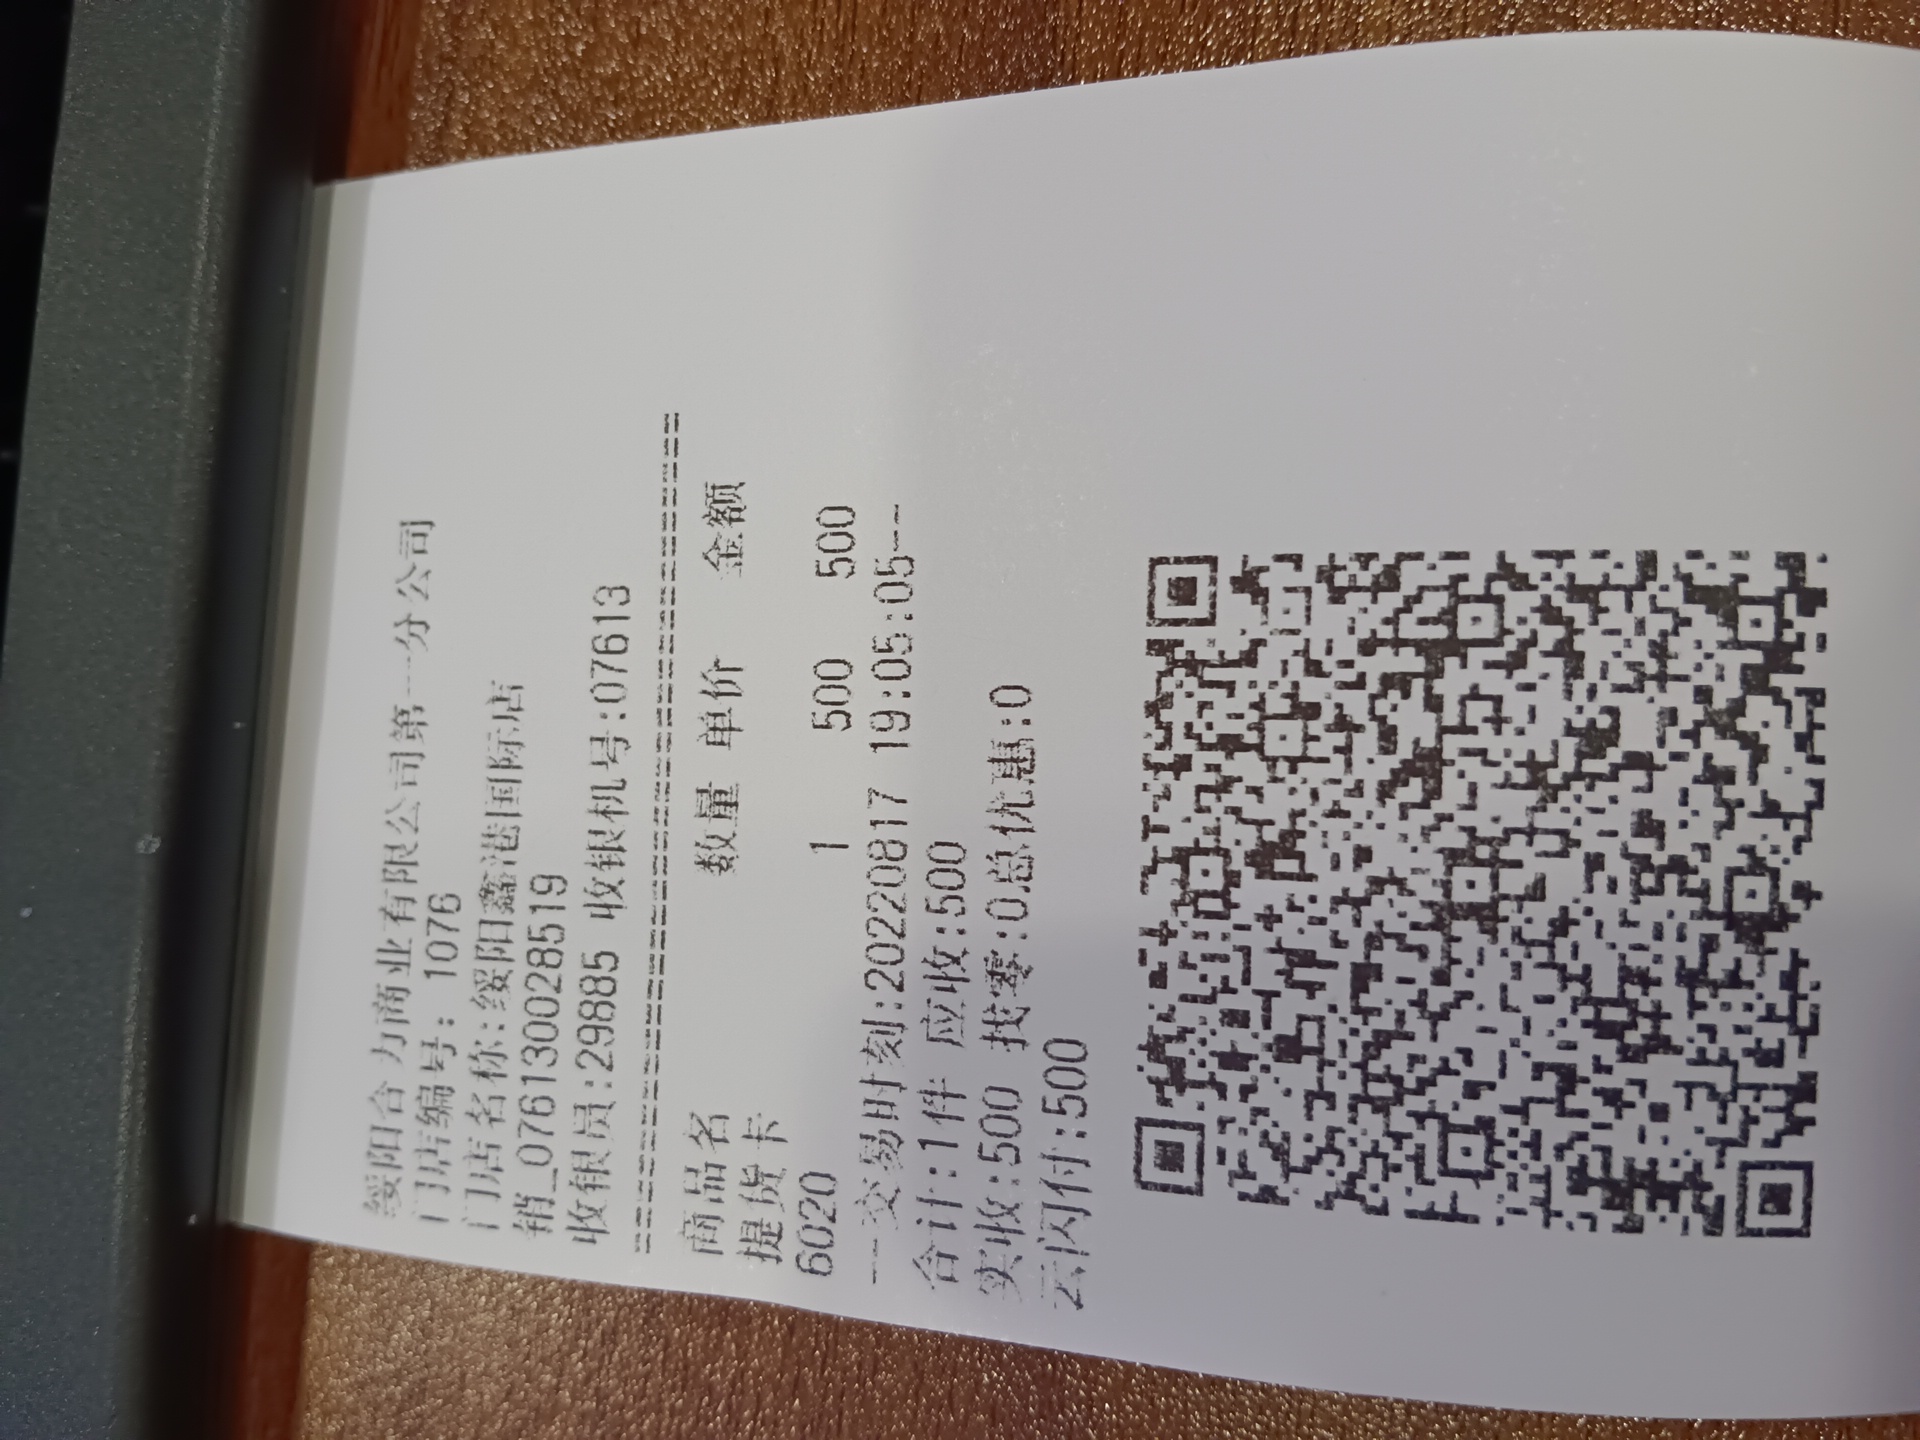 绥阳合力商业有限公司第一分公司
门店编号: 1076
门店名称:绥阳鑫港国际店
销_0761300285519
收银员:29885 收银机号:07613
================================
商品名 数量 单价 金额
提货卡
6020 1 500 500
--交易时刻:20220817 19:05:05--
合计:1件 应收:500
实收:500 找零:0总优惠:0
云闪付:500